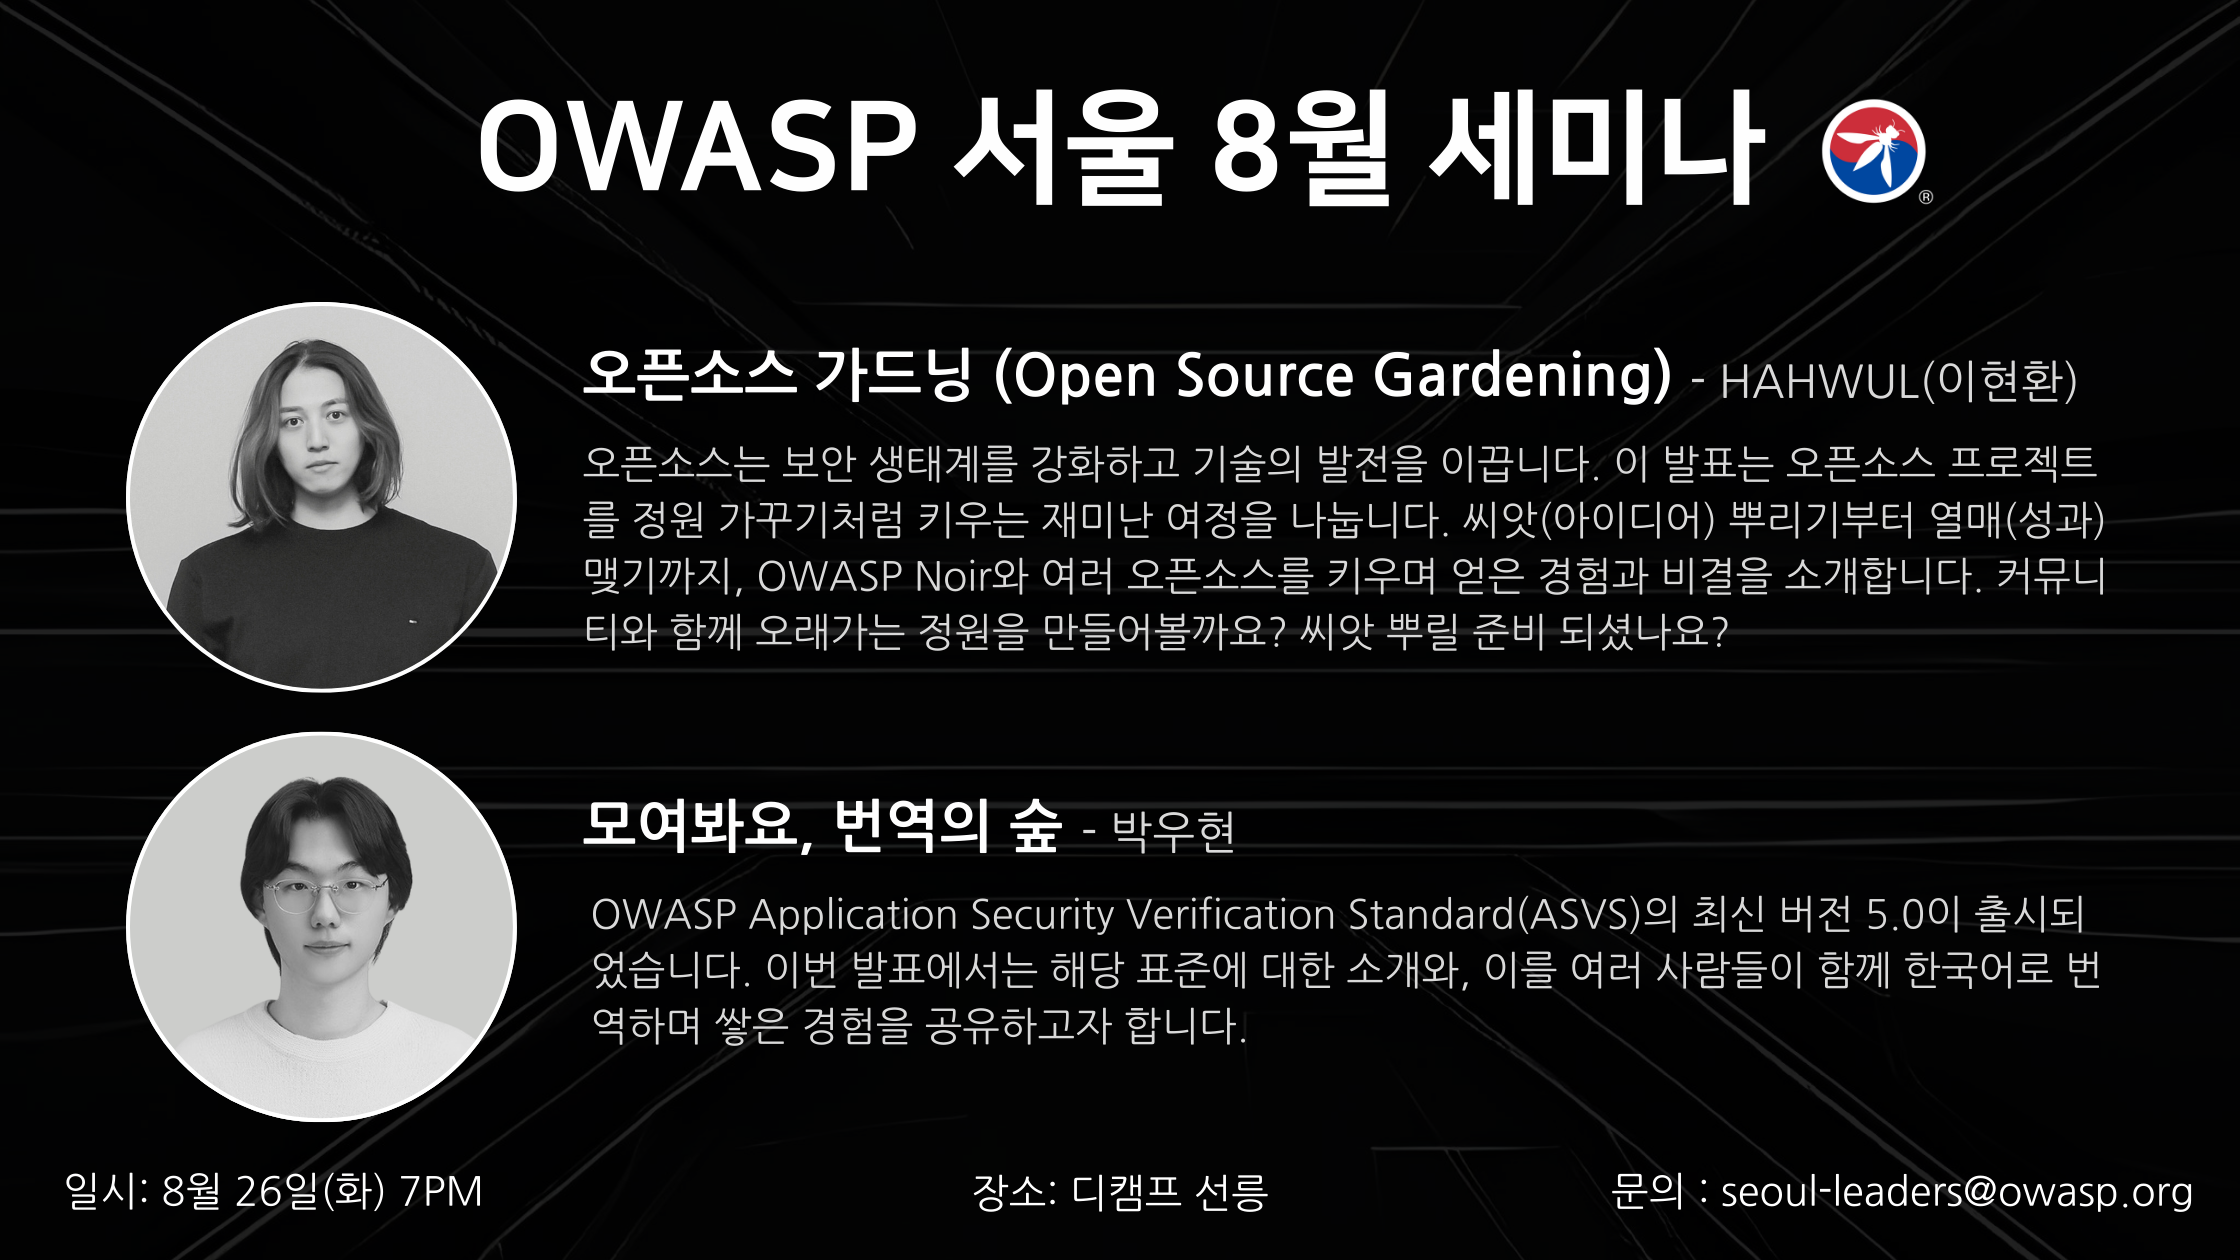 OWASP 서울 8월 세미나
®
오픈소스 가드닝 (Open Source Gardening) - HAHWUL(이현환)
오픈소스는 보안 생태계를 강화하고 기술의 발전을 이끕니다. 이 발표는 오픈소스 프로젝트
를 정원 가꾸기처럼 키우는 재미난 여정을 나눕니다. 씨앗(아이디어) 뿌리기부터 열매(성과)
맺기까지, OWASP Noir와 여러 오픈소스를 키우며 얻은 경험과 비결을 소개합니다. 커뮤니
티와 함께 오래가는 정원을 만들어볼까요? 씨앗 뿌릴 준비 되셨나요?
모여봐요, 번역의 숲 - 박우현
OWASP Application Security Verification Standard(ASVS)의 최신 버전 5.0이 출시되
었습니다. 이번 발표에서는 해당 표준에 대한 소개와, 이를 여러 사람들이 함께 한국어로 번
역하며 쌓은 경험을 공유하고자 합니다.
일시: 8월 26일(화) 7PM
장소: 디캠프 선릉
문의 : seoul-leaders@owasp.org